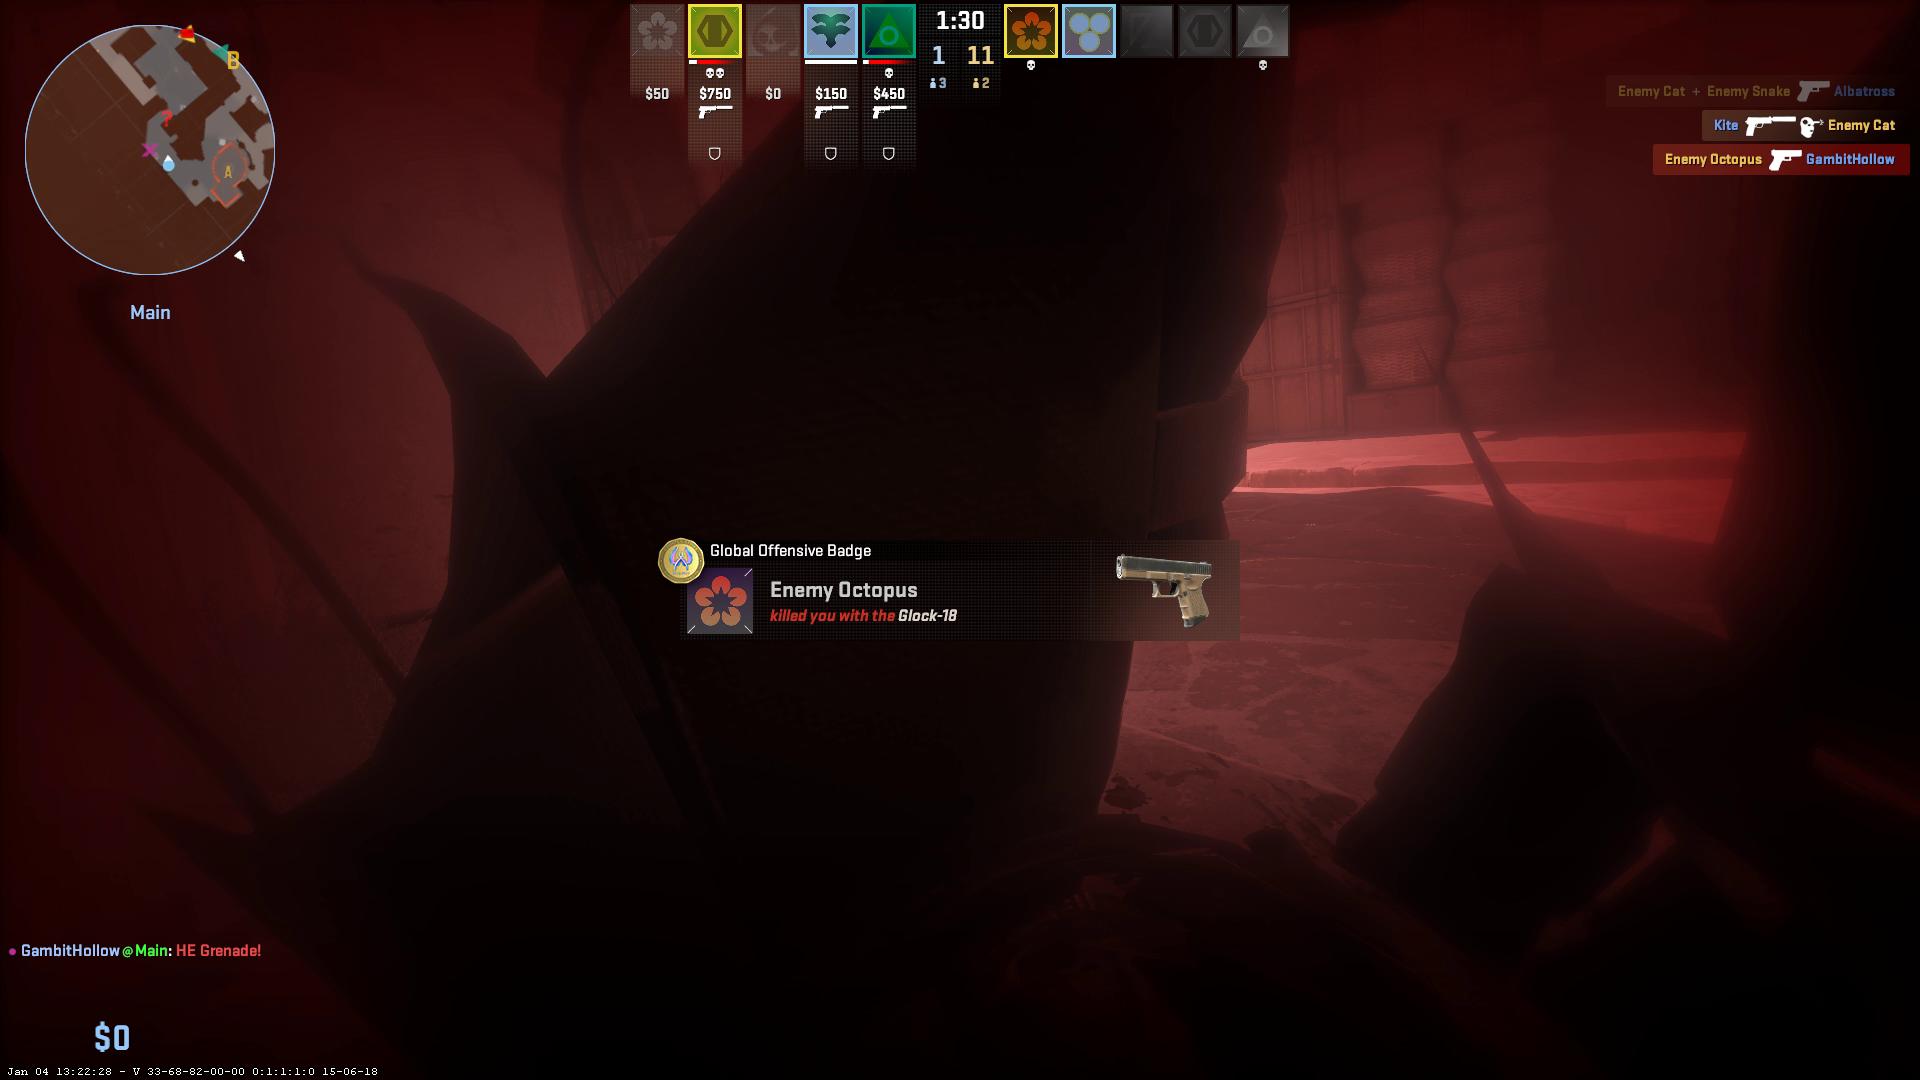 1:30
1 11
3 2
$50 $750 $0 $150 $450
B
A
?
Main
Enemy Cat + Enemy Snake Albatross
Kite Enemy Cat
Enemy Octopus GambitHollow
Global Offensive Badge
Enemy Octopus
killed you with the Glock-18
GambitHollow @ Main: HE Grenade!
$0
Jan 04 13:22:28 - V 33-68-82-00-00 0:1:1:1:0 15-06-18